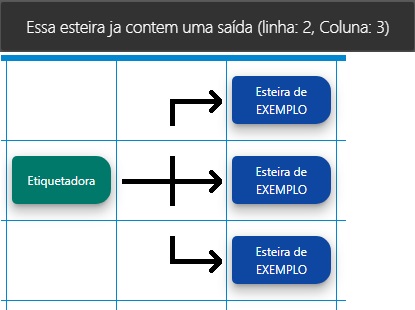 Essa esteira ja contem uma saída (linha: 2, Coluna: 3)
Esteira de
EXEMPLO
Etiquetadora
Esteira de
EXEMPLO
Esteira de
EXEMPLO